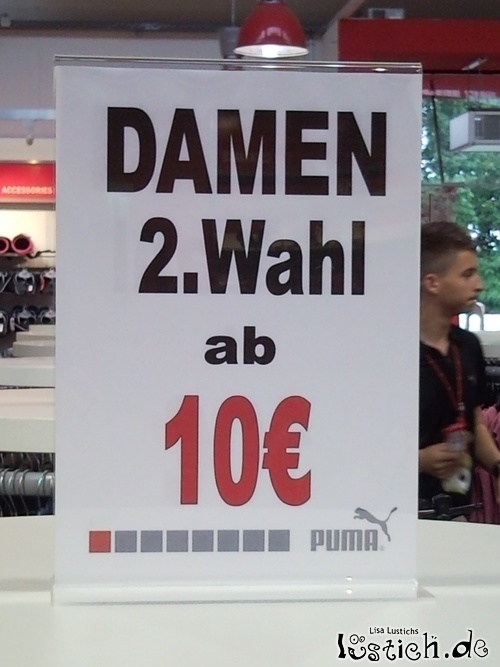 DAMEN
2.Wahl
ab
10€
PUMA
ACCESSORIES
Lisa Lustichs
lustich.de